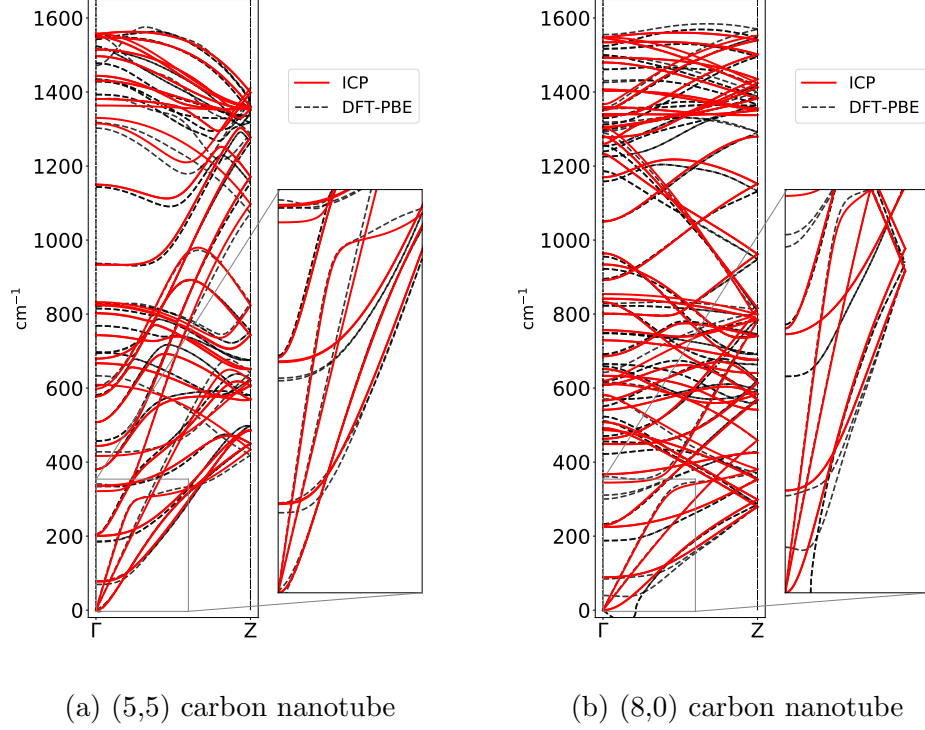 1600
1400
1200
1000
800
600
400
200
0
cm⁻¹
Γ
Z
ICP
DFT-PBE
(a) (5,5) carbon nanotube
1600
1400
1200
1000
800
600
400
200
0
cm⁻¹
Γ
Z
ICP
DFT-PBE
(b) (8,0) carbon nanotube